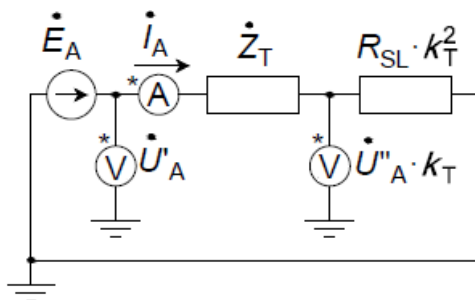 Ė_A İ_A Ż_T R_SL · k_T^2
* A
* V U̇'_A * V U̇"_A · k_T